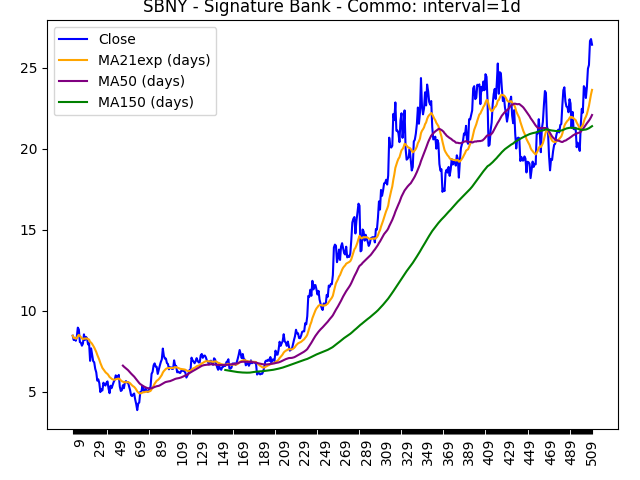 SBNY - Signature Bank - Commo: interval=1d
Close
MA21exp (days)
MA50 (days)
MA150 (days)
25
20
15
10
5
9 29 49 69 89 109 129 149 169 189 209 229 249 269 289 309 329 349 369 389 409 429 449 469 489 509